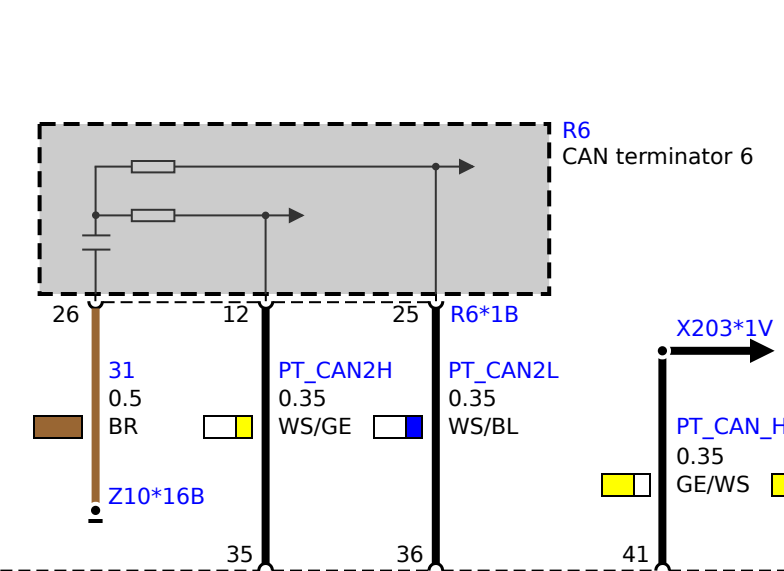 R6
CAN terminator 6
26
12
25
R6*1B
X203*1V
31
0.5
BR
PT_CAN2H
0.35
WS/GE
PT_CAN2L
0.35
WS/BL
PT_CAN_H
0.35
GE/WS
Z10*16B
35
36
41